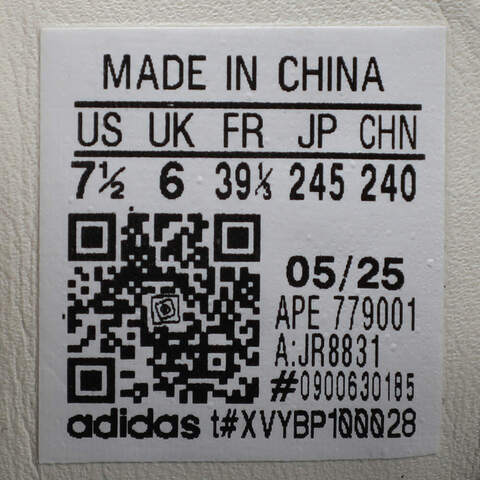 MADE IN CHINA
US UK FR JP CHN
7½ 6 39⅓ 245 240
05/25
APE 779001
A:JR8831
#0900630185
adidas t#XVYBP100028